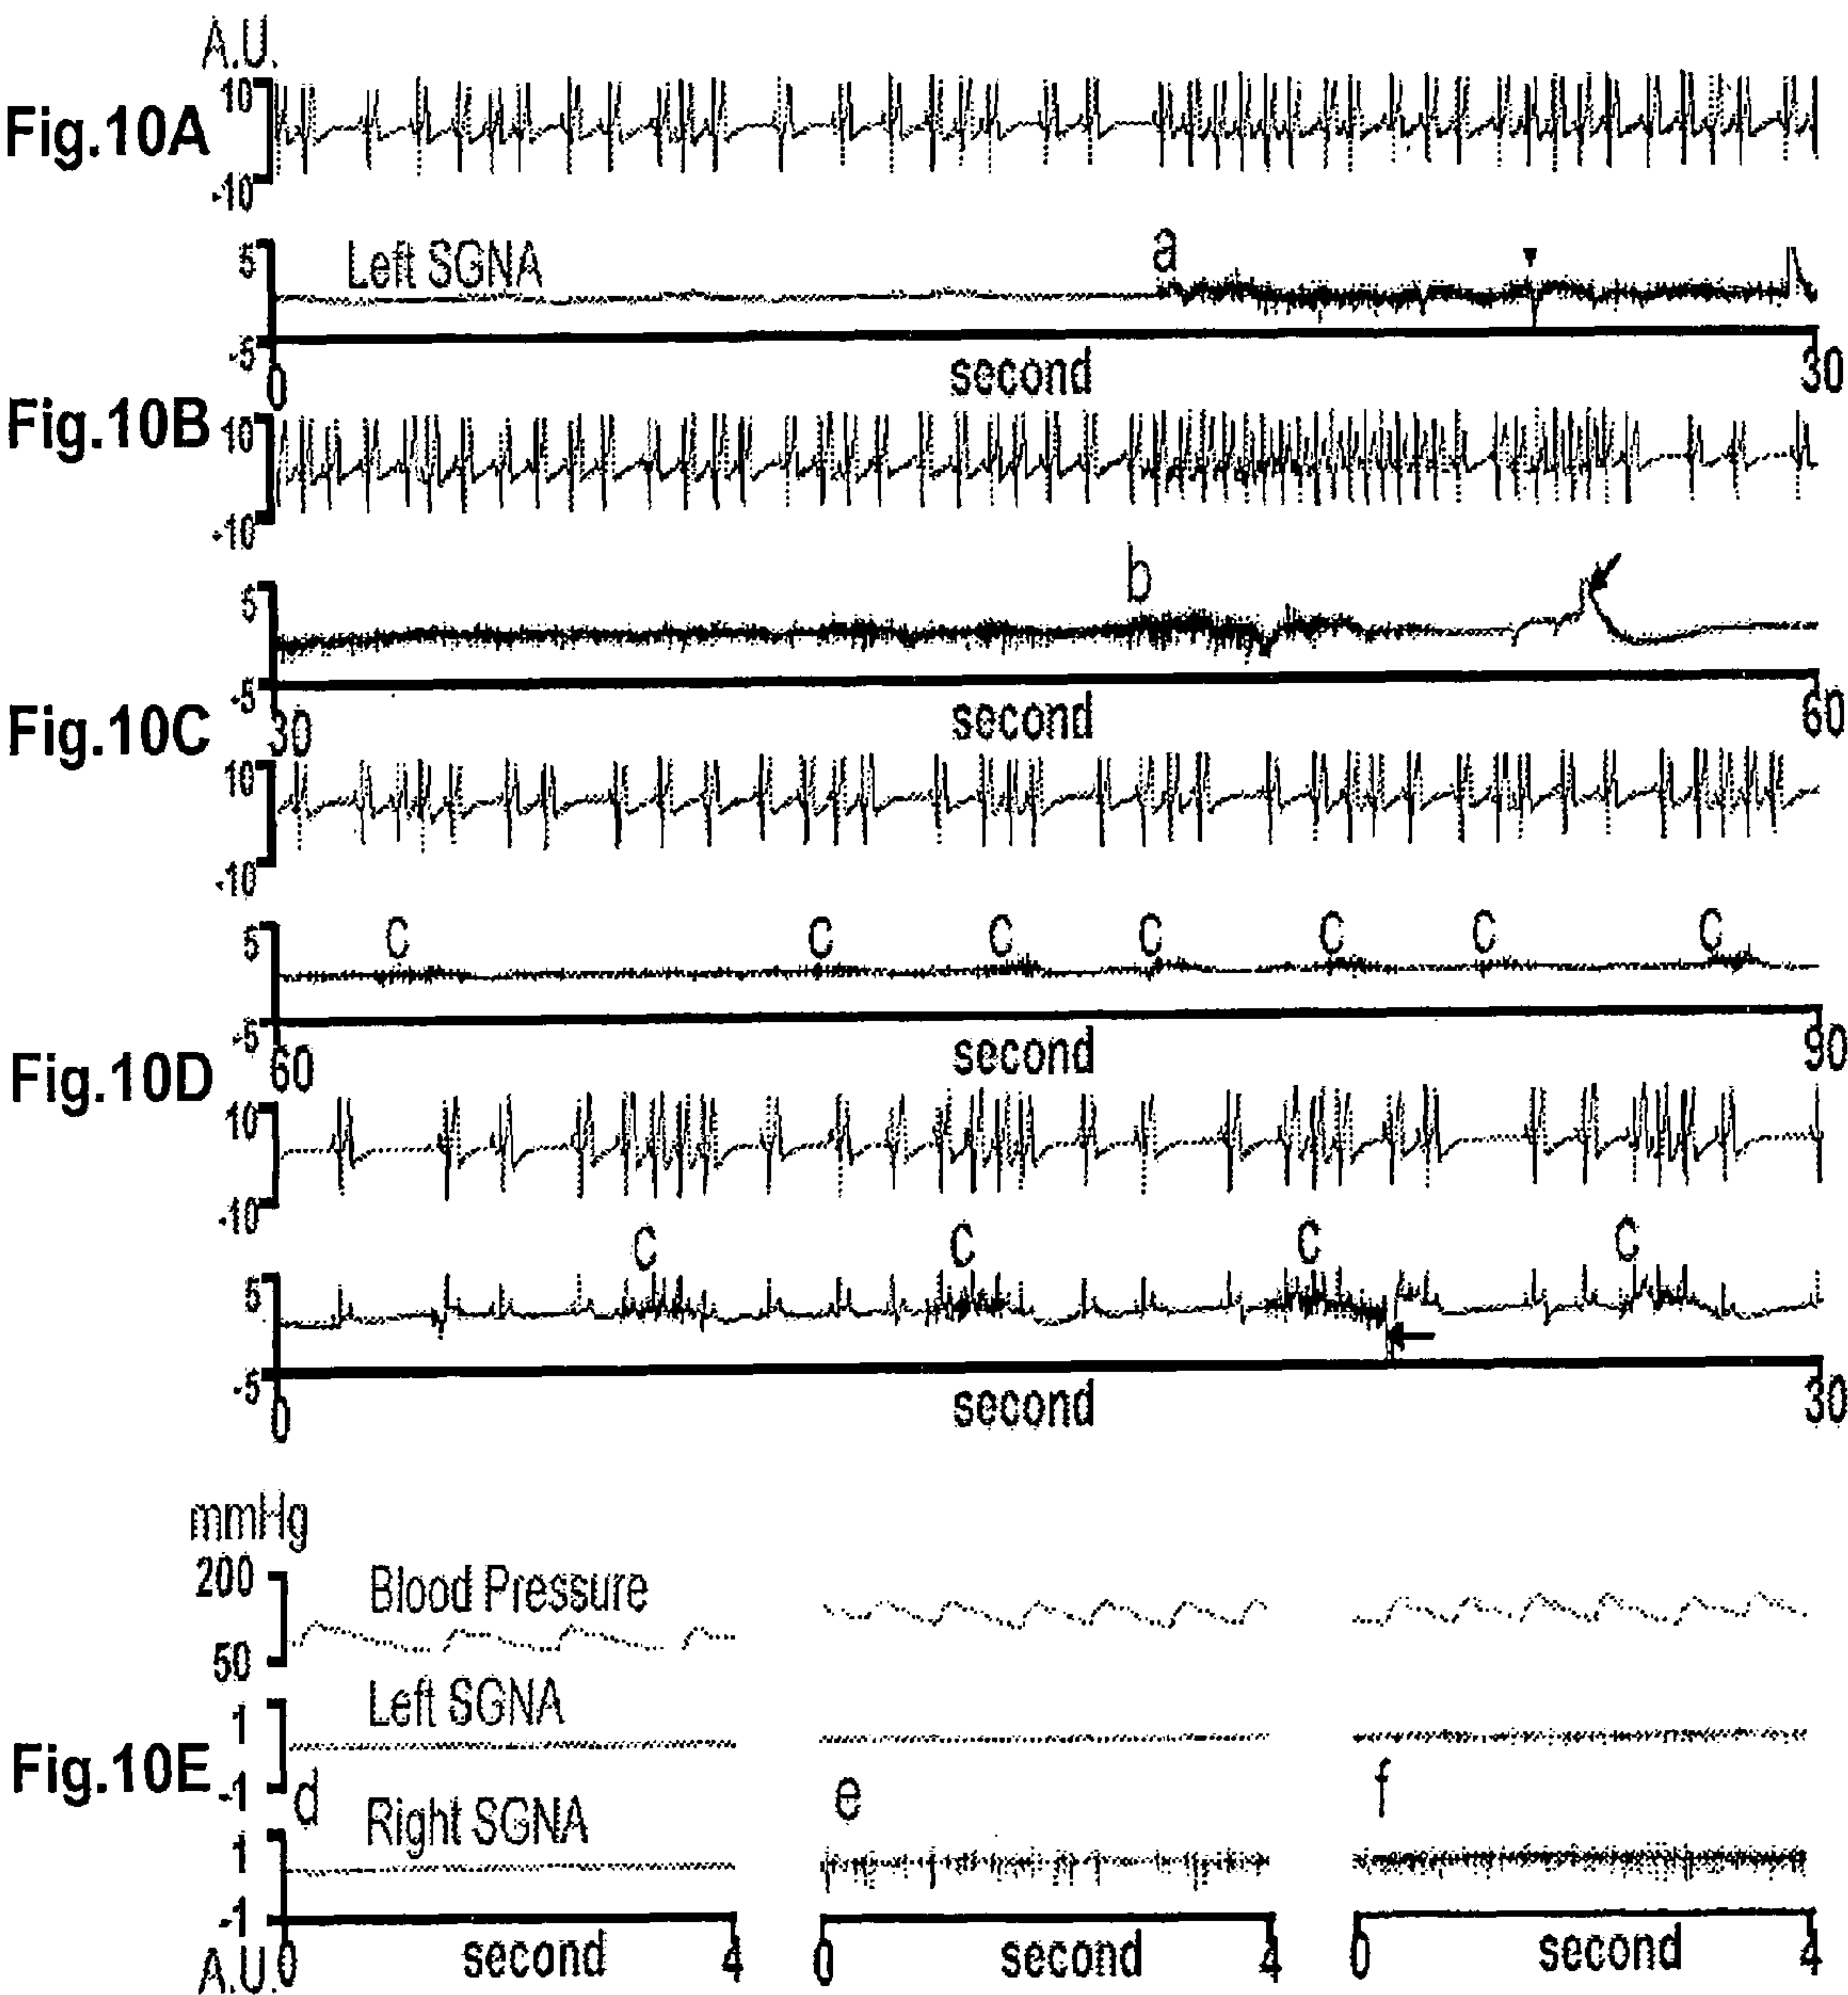 A.U.
Fig.10A
10
-10
Left SGNA
a
5
-5
0
second
30
Fig.10B
10
-10
b
5
-5
30
second
60
Fig.10C
10
-10
c c c c c c c
5
-5
60
second
90
Fig.10D
10
-10
c c c c
5
-5
0
second
30
mmHg
200
Blood Pressure
50
Left SGNA
1
Fig.10E
-1
d
e
f
Right SGNA
1
-1
A.U.
0 second 4
0 second 4
0 second 4